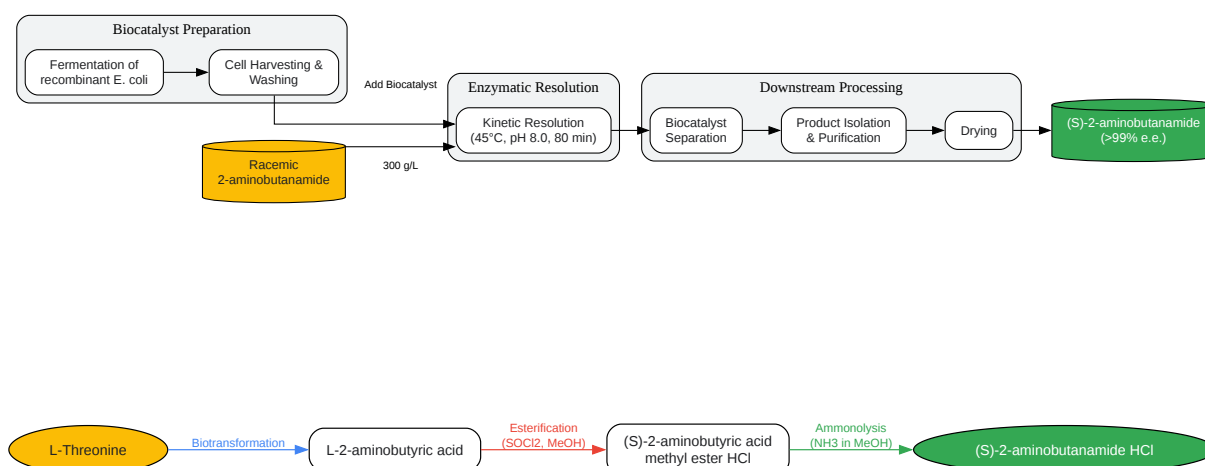 Biocatalyst Preparation
Fermentation of
recombinant E. coli
Cell Harvesting &
Washing
Add Biocatalyst
Racemic
2-aminobutanamide
300 g/L
Enzymatic Resolution
Kinetic Resolution
(45°C, pH 8.0, 80 min)
Downstream Processing
Biocatalyst
Separation
Product Isolation
& Purification
Drying
(S)-2-aminobutanamide
(>99% e.e.)
L-Threonine
Biotransformation
L-2-aminobutyric acid
Esterification
(SOCl2, MeOH)
(S)-2-aminobutyric acid
methyl ester HCl
Ammonolysis
(NH3 in MeOH)
(S)-2-aminobutanamide HCl